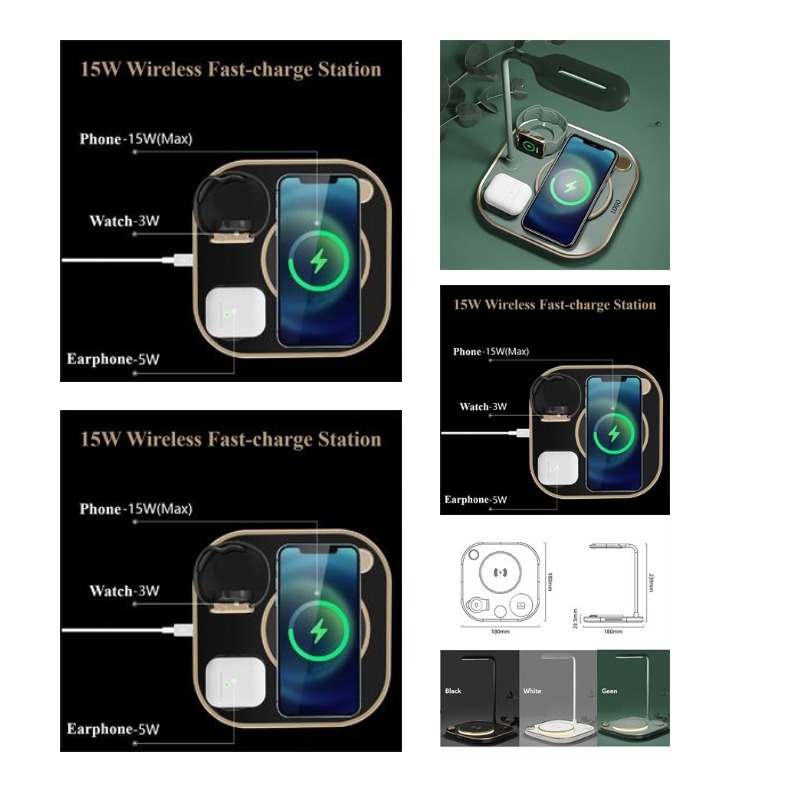 15W Wireless Fast-charge Station
Phone-15W(Max)
Watch-3W
Earphone-5W
15W Wireless Fast-charge Station
Phone-15W(Max)
Watch-3W
Earphone-5W
LOGO
15W Wireless Fast-charge Station
Phone-15W(Max)
Watch-3W
Earphone-5W
180mm
180mm
239mm
23.5mm
180mm
Black
White
Geen